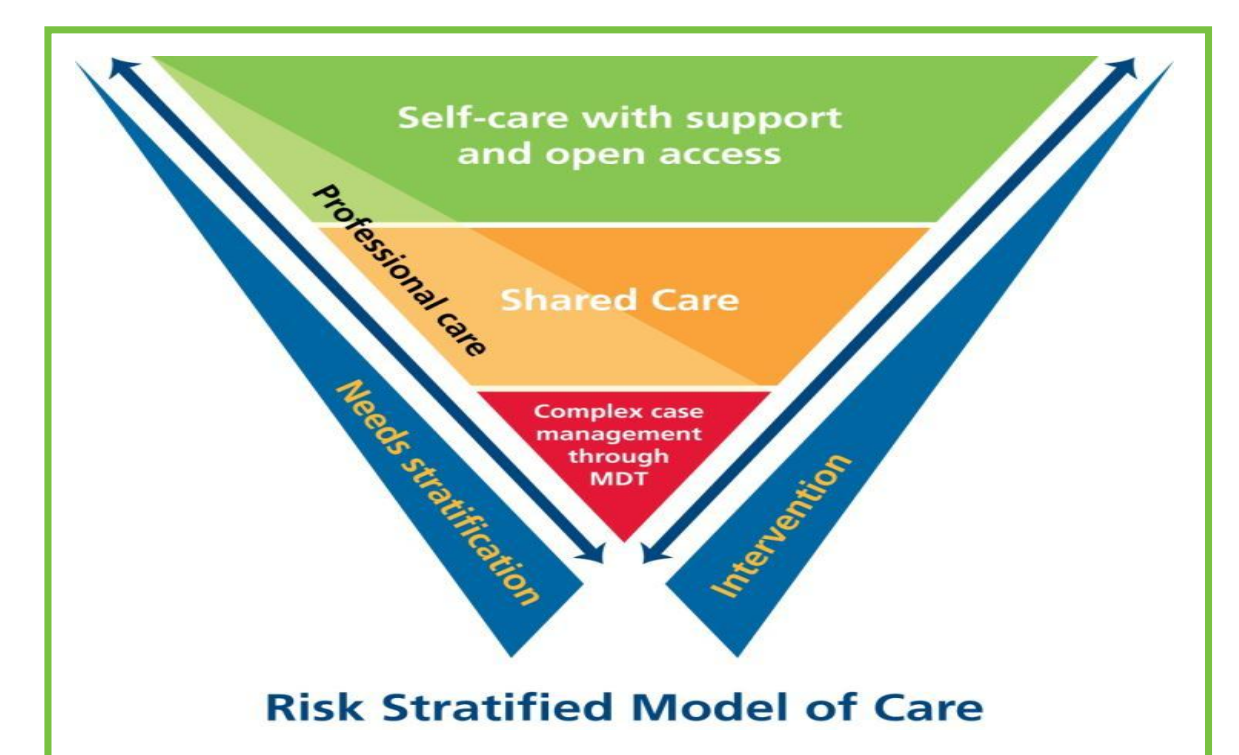 Self-care with support
and open access
Professional care
Shared Care
Complex case
management
through
MDT
Needs stratification
Intervention
Risk Stratified Model of Care